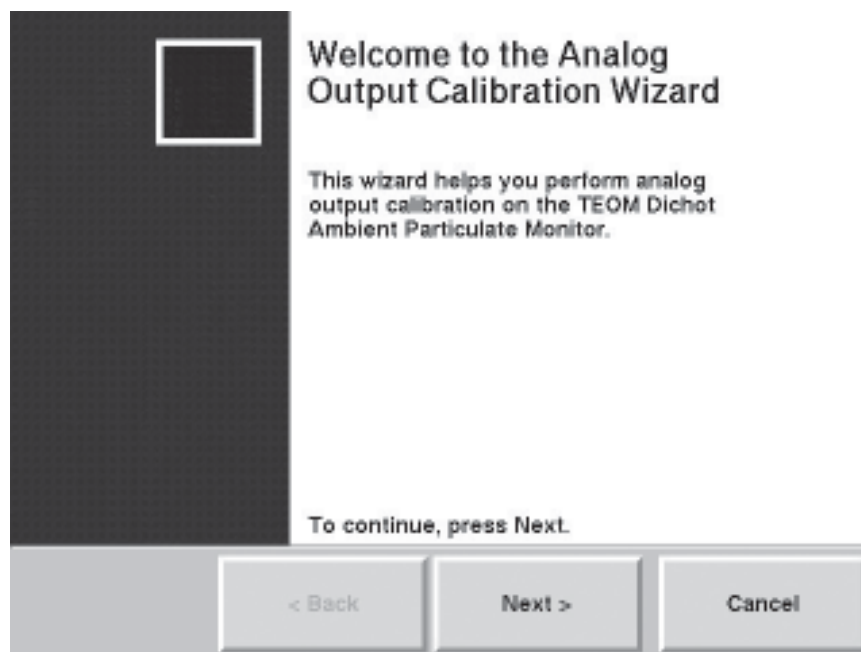 Welcome to the Analog
Output Calibration Wizard
This wizard helps you perform analog
output calibration on the TEOM Dichot
Ambient Particulate Monitor.
To continue, press Next.
< Back
Next >
Cancel